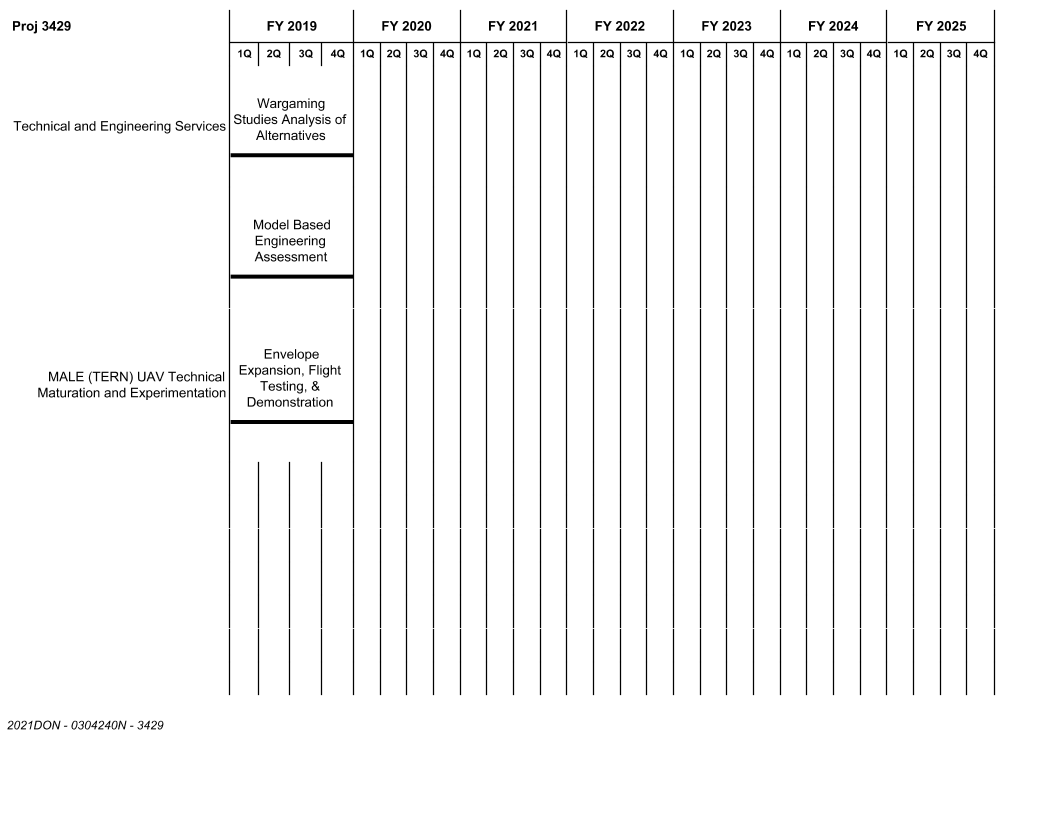 Proj 3429 FY 2019 FY 2020 FY 2021 FY 2022 FY 2023 FY 2024 FY 2025
1Q 2Q 3Q 4Q 1Q 2Q 3Q 4Q 1Q 2Q 3Q 4Q 1Q 2Q 3Q 4Q 1Q 2Q 3Q 4Q 1Q 2Q 3Q 4Q 1Q 2Q 3Q 4Q
Technical and Engineering Services
Wargaming
Studies Analysis of
Alternatives
Model Based
Engineering
Assessment
MALE (TERN) UAV Technical
Maturation and Experimentation
Envelope
Expansion, Flight
Testing, &
Demonstration
2021DON - 0304240N - 3429